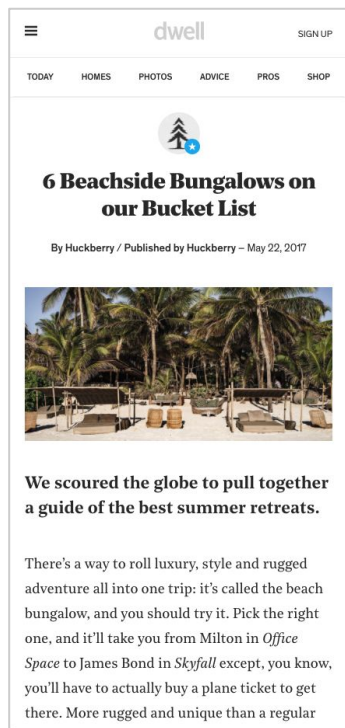 dwell
SIGN UP
TODAY HOMES PHOTOS ADVICE PROS SHOP
6 Beachside Bungalows on
our Bucket List
By Huckberry / Published by Huckberry – May 22, 2017
We scoured the globe to pull together
a guide of the best summer retreats.
There’s a way to roll luxury, style and rugged
adventure all into one trip: it’s called the beach
bungalow, and you should try it. Pick the right
one, and it’ll take you from Milton in Office
Space to James Bond in Skyfall except, you know,
you’ll have to actually buy a plane ticket to get
there. More rugged and unique than a regular